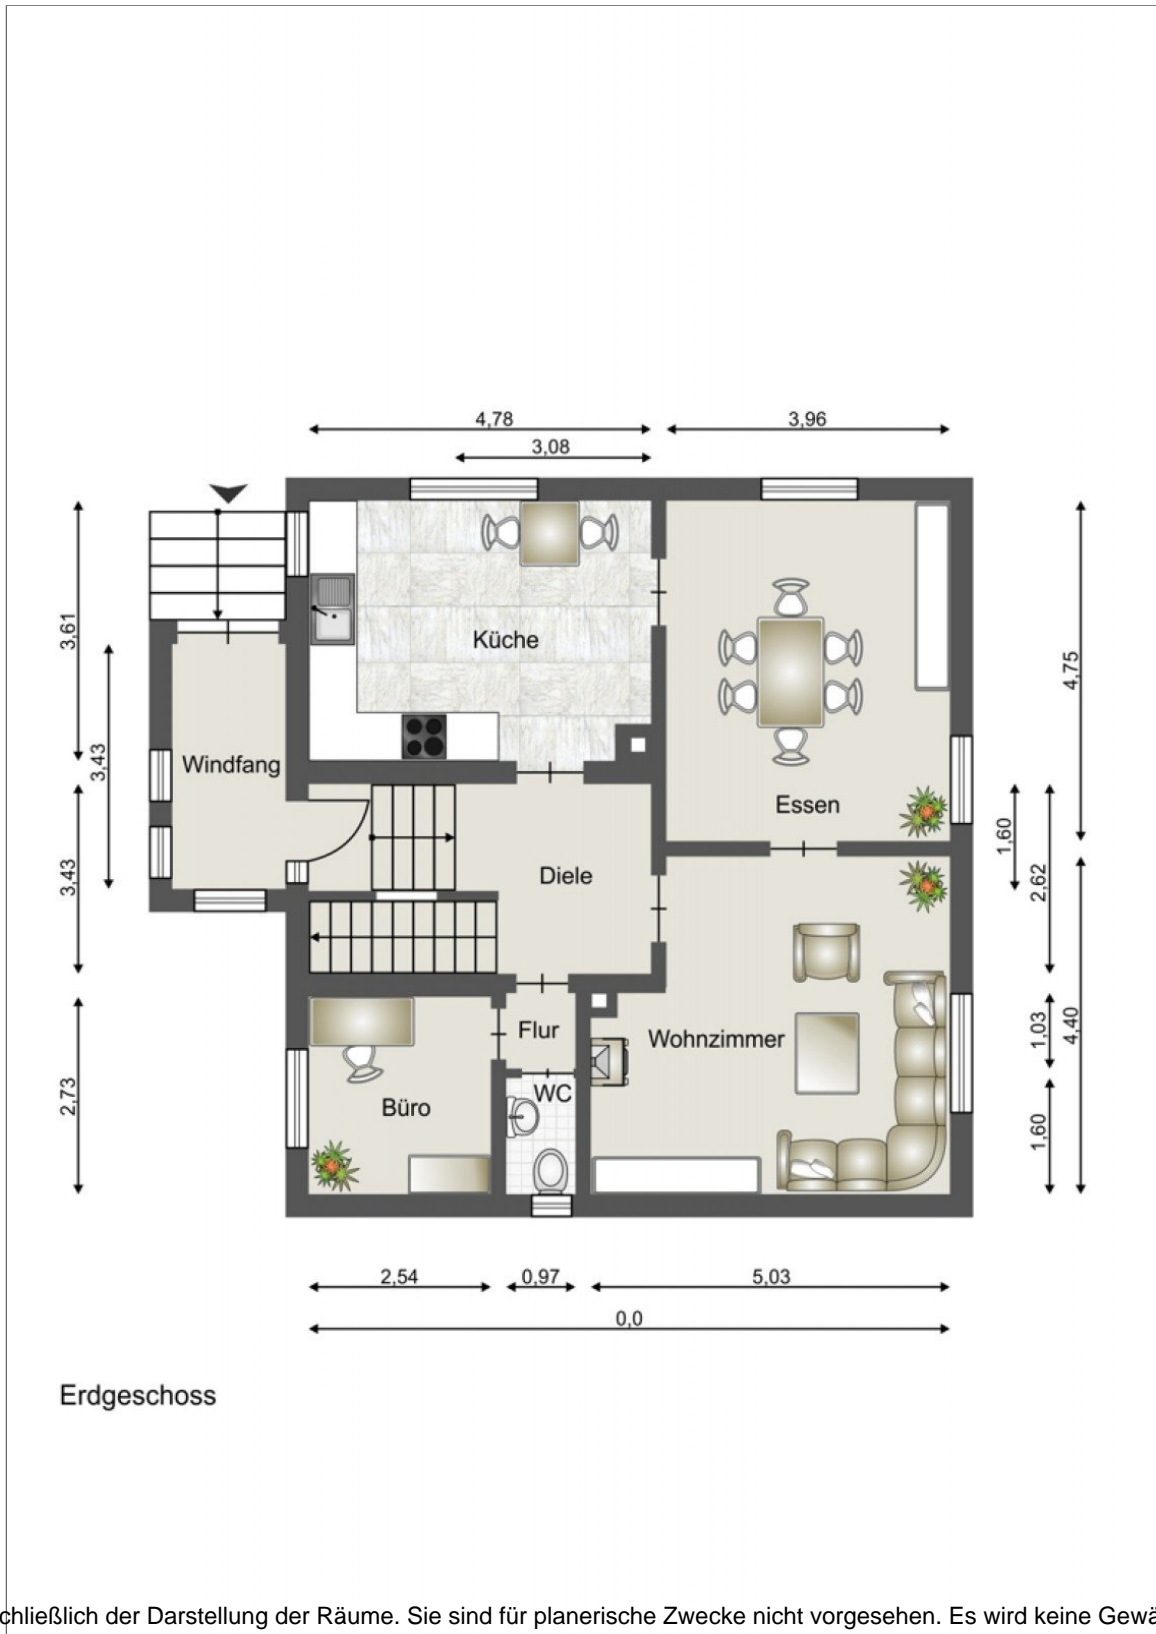 4,78
3,96
3,08
3,61
Küche
4,75
3,43
Windfang
Essen
1,60
3,43
2,62
Diele
Flur
Wohnzimmer
1,03
4,40
WC
2,73
Büro
1,60
2,54
0,97
5,03
0,0
Erdgeschoss
chließlich der Darstellung der Räume. Sie sind für planerische Zwecke nicht vorgesehen. Es wird keine Gewä